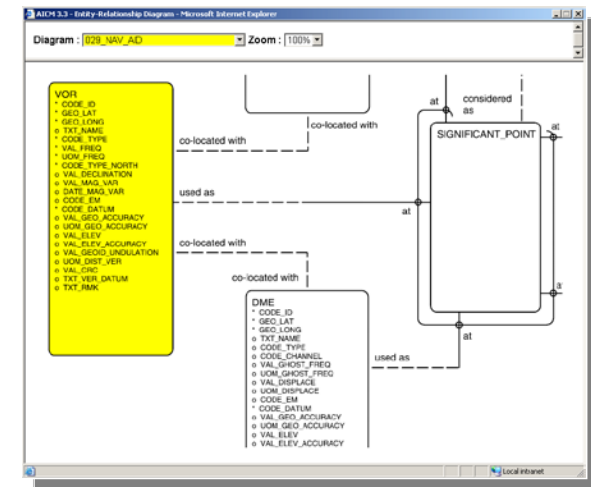 AICM 3.3 - Entity-Relationship Diagram - Microsoft Internet Explorer
Diagram : 029_NAV_AID Zoom : 100%
VOR
* CODE_ID
* GEO_LAT
* GEO_LONG
o TXT_NAME
* CODE_TYPE
* VAL_FREQ
* UOM_FREQ
* CODE_TYPE_NORTH
o VAL_DECLINATION
o VAL_MAG_VAR
o DATE_MAG_VAR
o CODE_EM
* CODE_DATUM
o VAL_GEO_ACCURACY
o UOM_GEO_ACCURACY
o VAL_ELEV
o VAL_ELEV_ACCURACY
o VAL_GEOID_UNDULATION
o UOM_DIST_VER
o VAL_CRC
o TXT_VER_DATUM
o TXT_RMK
co-located with
co-located with
used as
at
co-located with
co-located with
DME
* CODE_ID
* GEO_LAT
* GEO_LONG
o TXT_NAME
o CODE_TYPE
o CODE_CHANNEL
o VAL_GHOST_FREQ
o UOM_GHOST_FREQ
o VAL_DISPLACE
o UOM_DISPLACE
o CODE_EM
* CODE_DATUM
o VAL_GEO_ACCURACY
o UOM_GEO_ACCURACY
o VAL_ELEV
o VAL_ELEV_ACCURACY
used as
at
considered
as
at
SIGNIFICANT_POINT
at
at
Local intranet